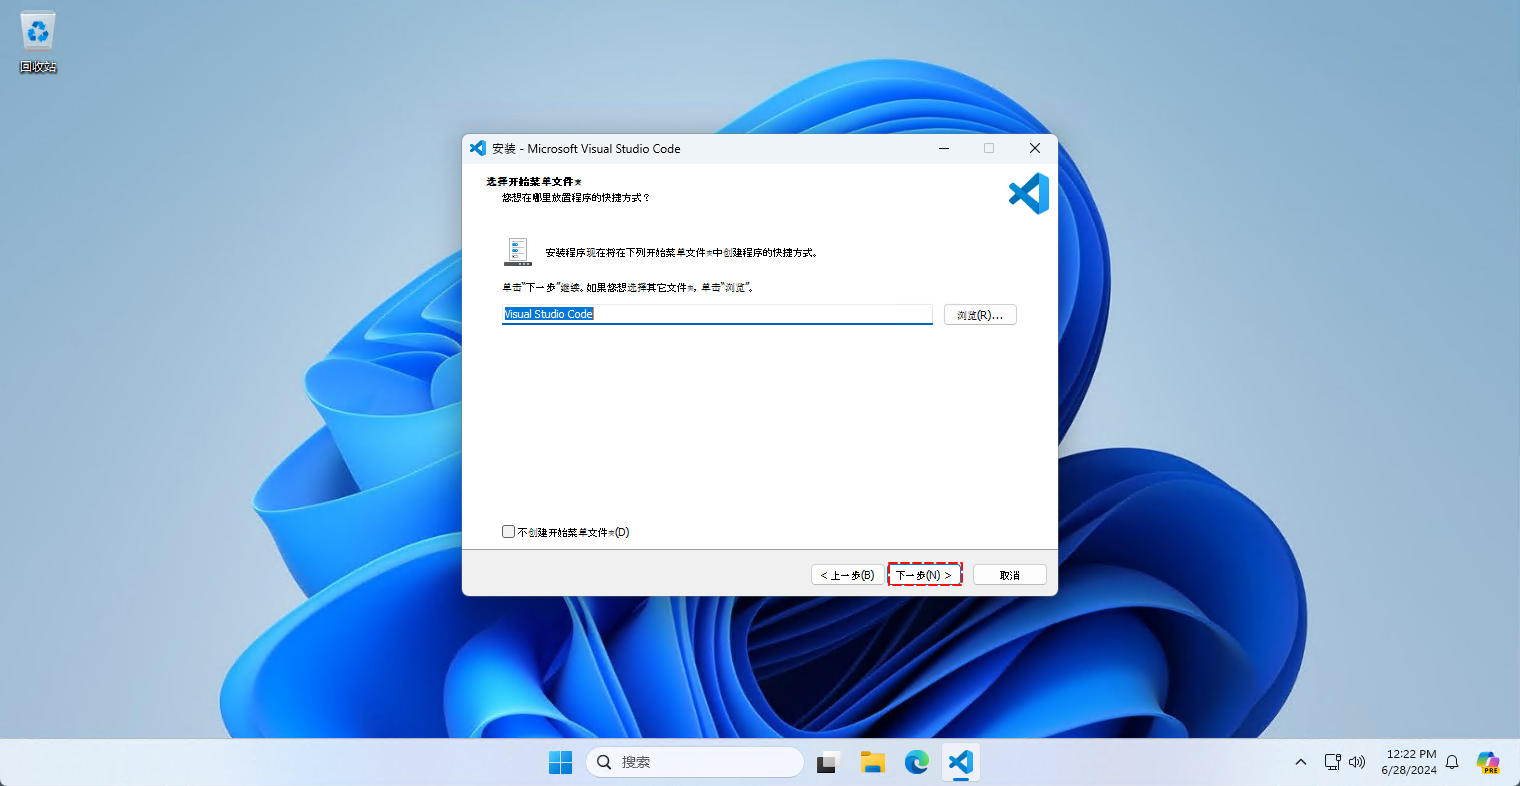 回收站
安装 - Microsoft Visual Studio Code
选择开始菜单文件夹
您想在哪里放置程序的快捷方式？
安装程序现在将在下列开始菜单文件夹中创建程序的快捷方式。
单击“下一步”继续。如果您想选择其它文件夹，单击“浏览”。
Visual Studio Code
浏览(R)...
不创建开始菜单文件夹(D)
< 上一步(B)
下一步(N) >
取消
搜索
12:22 PM
6/28/2024
PRE